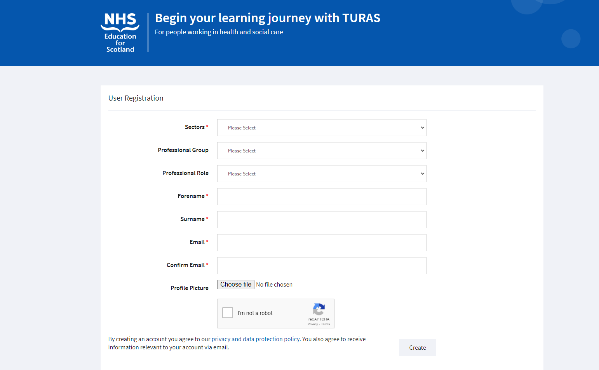 NHS
Begin your learning journey with TURAS
For people working in health and social care
Education
for
Scotland
User Registration
Sectors *
Please Select
Professional Group
Please Select
Professional Role
Please Select
Forename *
Surname *
Email *
Confirm Email *
Profile Picture
Choose file No file chosen
I'm not a robot
reCAPTCHA
Privacy - Terms
By creating an account you agree to our privacy and data protection policy. You also agree to receive
information relevant to your account via email.
Create